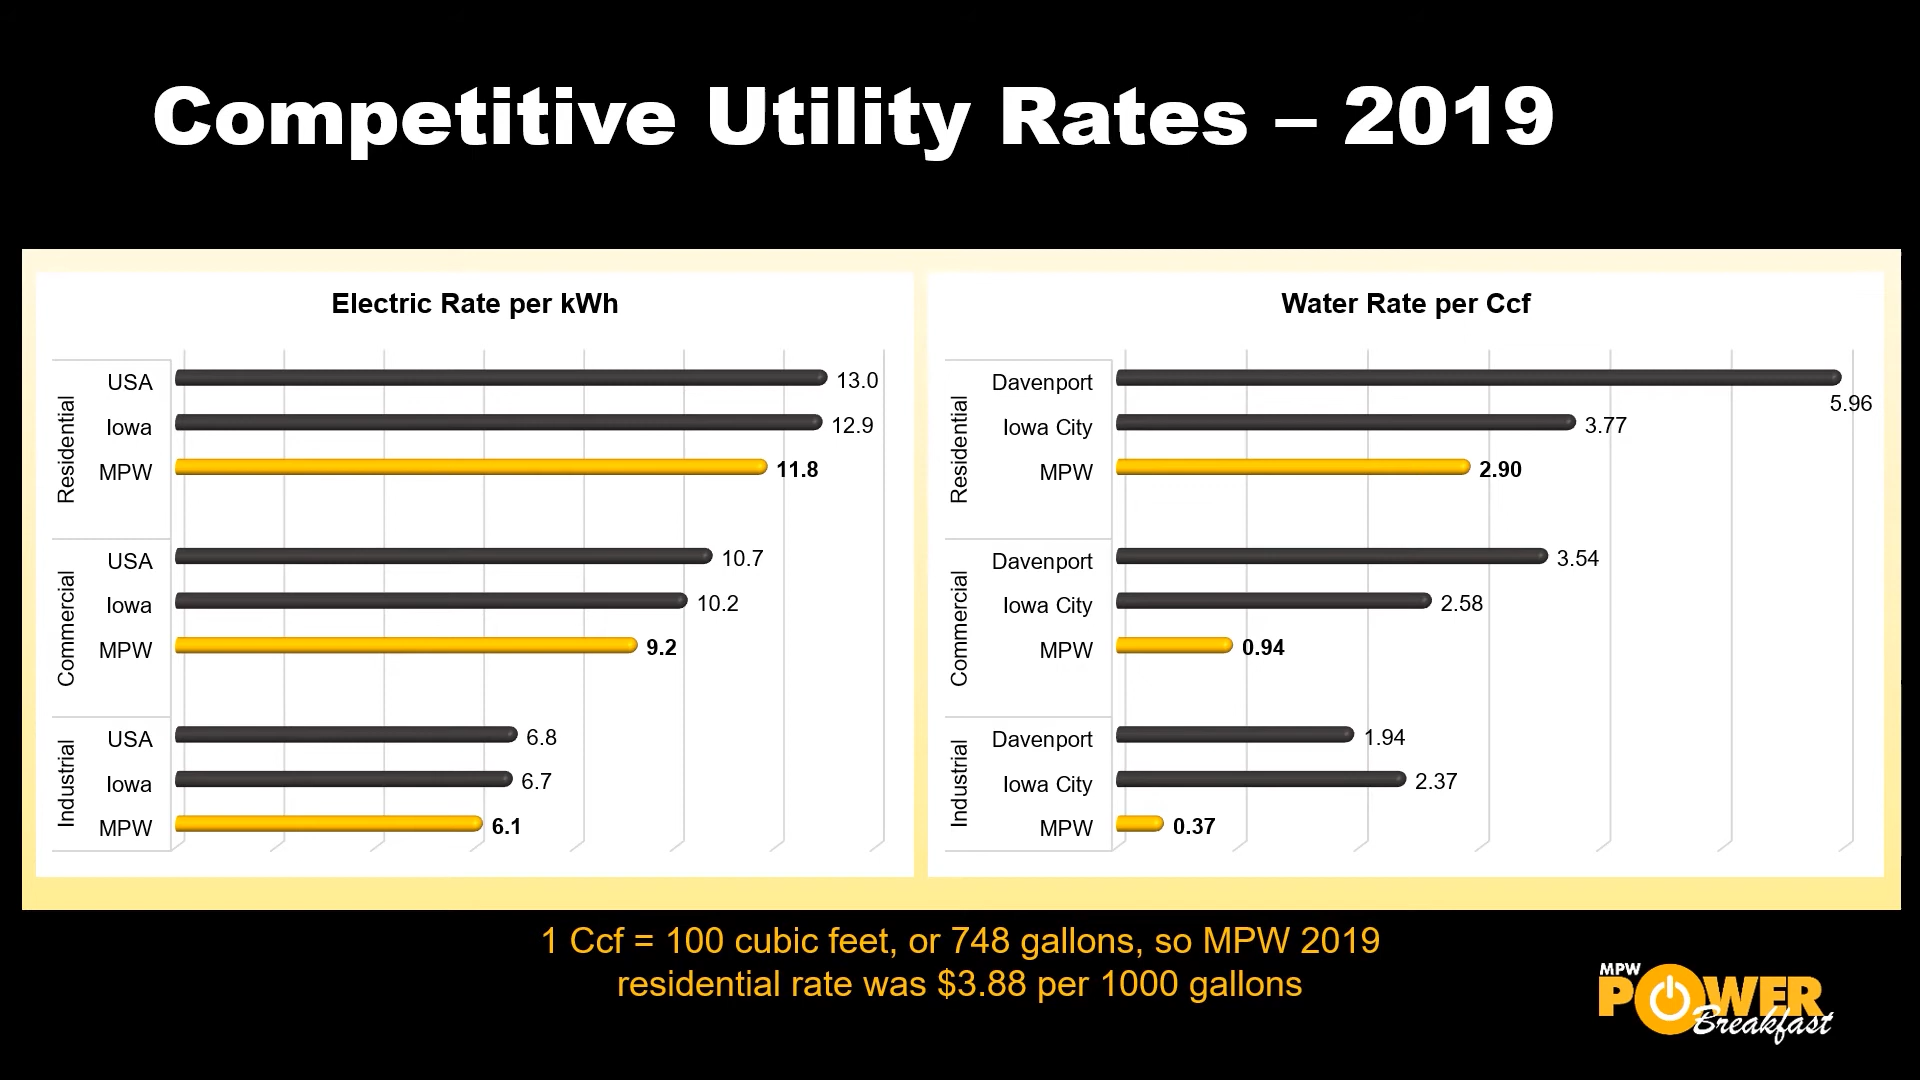 Competitive Utility Rates – 2019
Electric Rate per kWh
Residential
USA 13.0
Iowa 12.9
MPW 11.8
Commercial
USA 10.7
Iowa 10.2
MPW 9.2
Industrial
USA 6.8
Iowa 6.7
MPW 6.1
Water Rate per Ccf
Residential
Davenport 5.96
Iowa City 3.77
MPW 2.90
Commercial
Davenport 3.54
Iowa City 2.58
MPW 0.94
Industrial
Davenport 1.94
Iowa City 2.37
MPW 0.37
1 Ccf = 100 cubic feet, or 748 gallons, so MPW 2019
residential rate was $3.88 per 1000 gallons
MPW
POWER
Breakfast